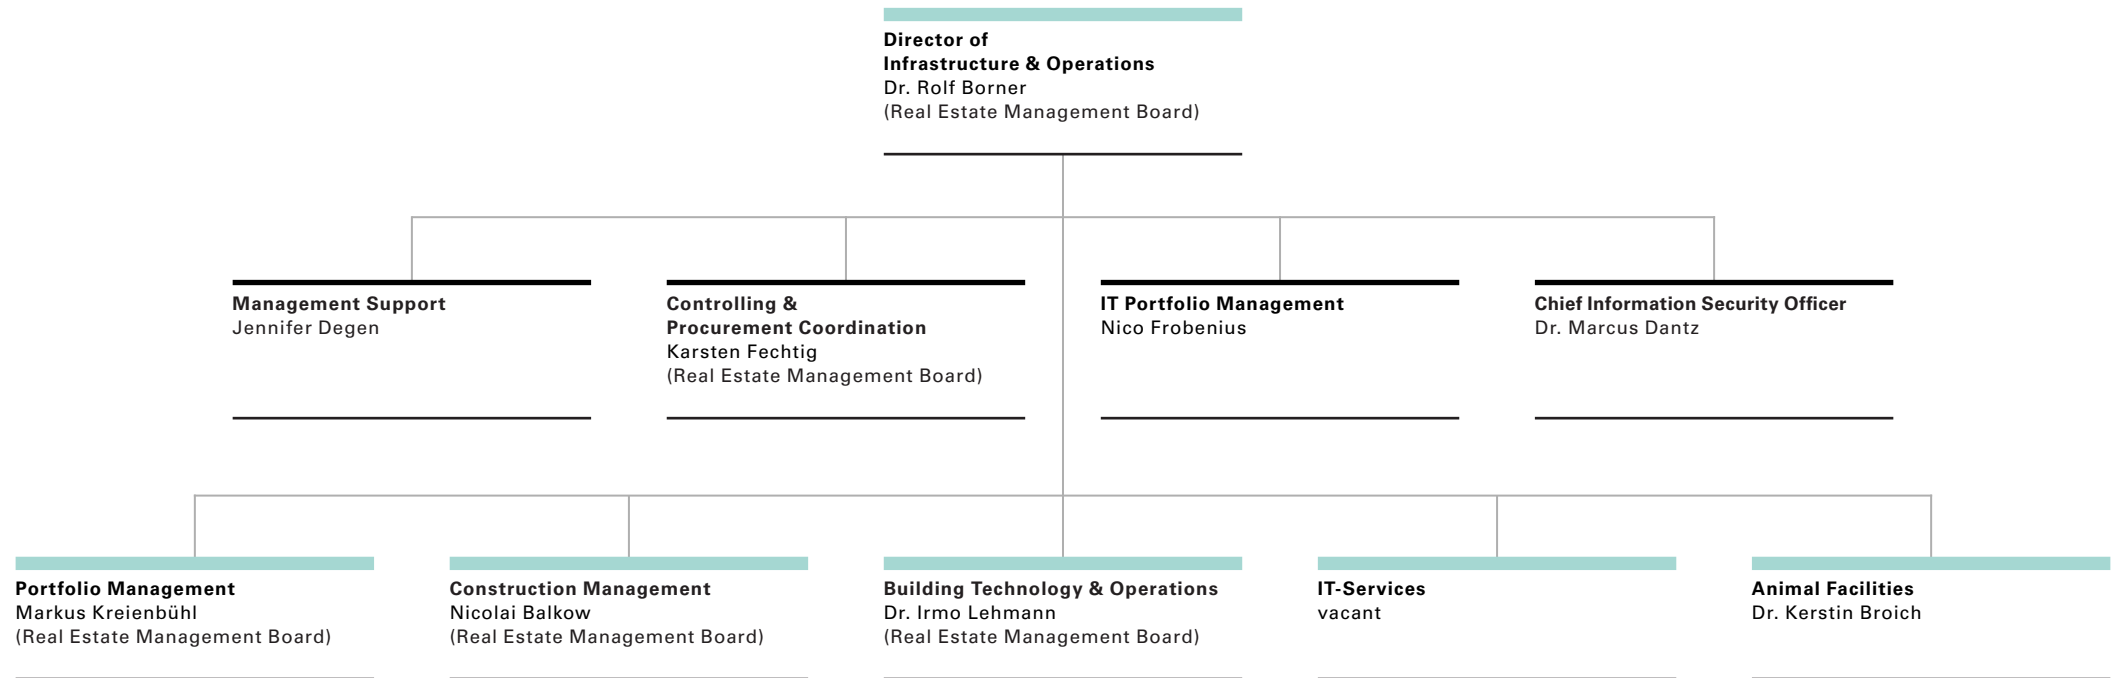 Director of
Infrastructure & Operations
Dr. Rolf Borner
(Real Estate Management Board)
Management Support
Jennifer Degen
Controlling &
Procurement Coordination
Karsten Fechtig
(Real Estate Management Board)
IT Portfolio Management
Nico Frobenius
Chief Information Security Officer
Dr. Marcus Dantz
Portfolio Management
Markus Kreienbühl
(Real Estate Management Board)
Construction Management
Nicolai Balkow
(Real Estate Management Board)
Building Technology & Operations
Dr. Irmo Lehmann
(Real Estate Management Board)
IT-Services
vacant
Animal Facilities
Dr. Kerstin Broich